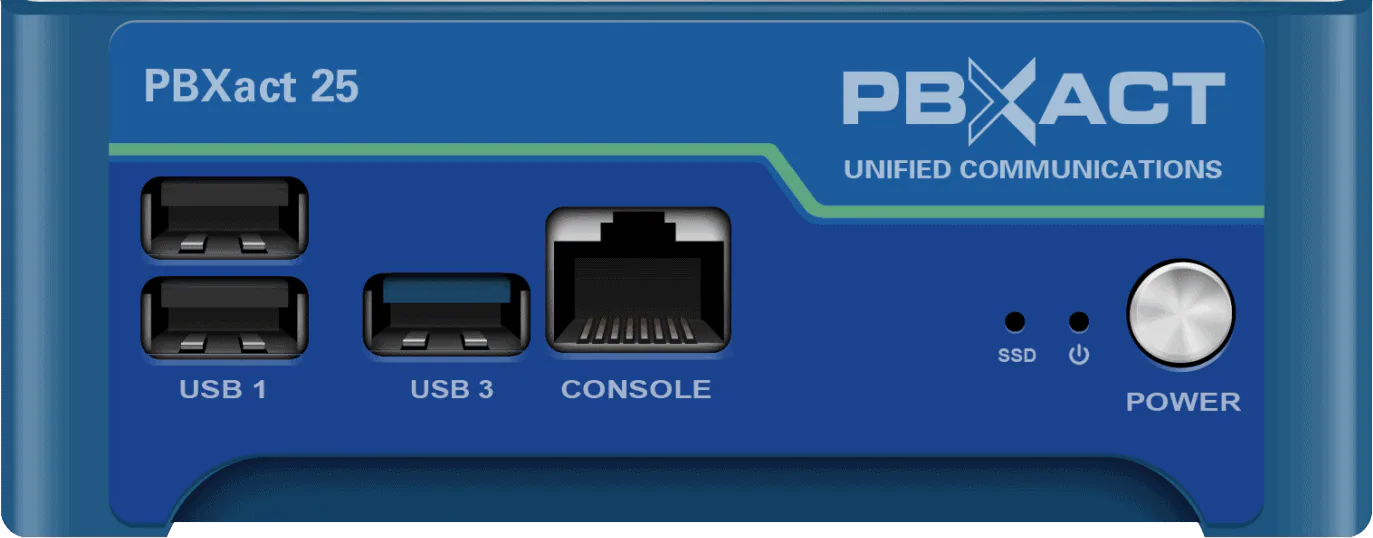 PBXact 25
PBXACT
UNIFIED COMMUNICATIONS
USB 1
USB 3
CONSOLE
SSD
POWER